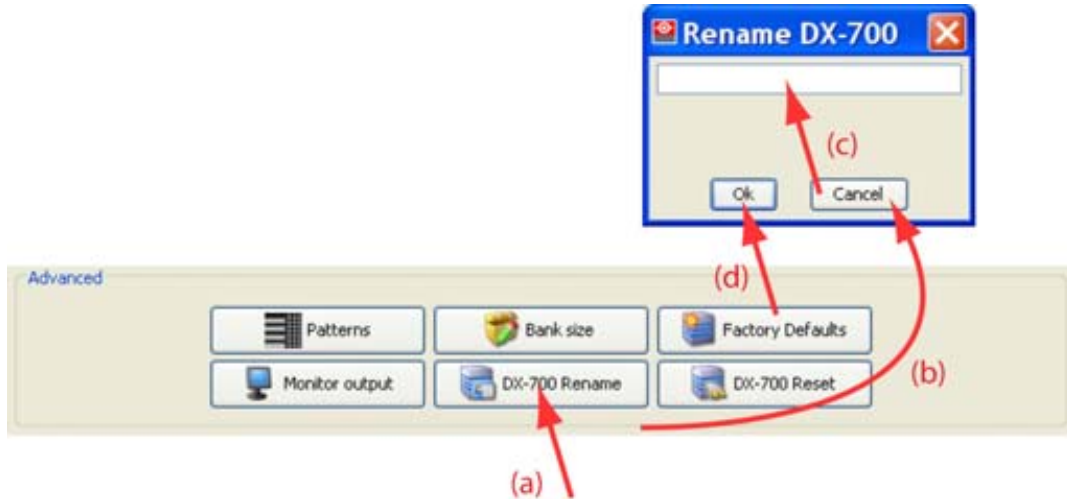 Rename DX-700
(c)
Ok Cancel
(d)
Advanced
Patterns Bank size Factory Defaults
Monitor output DX-700 Rename DX-700 Reset
(b)
(a)